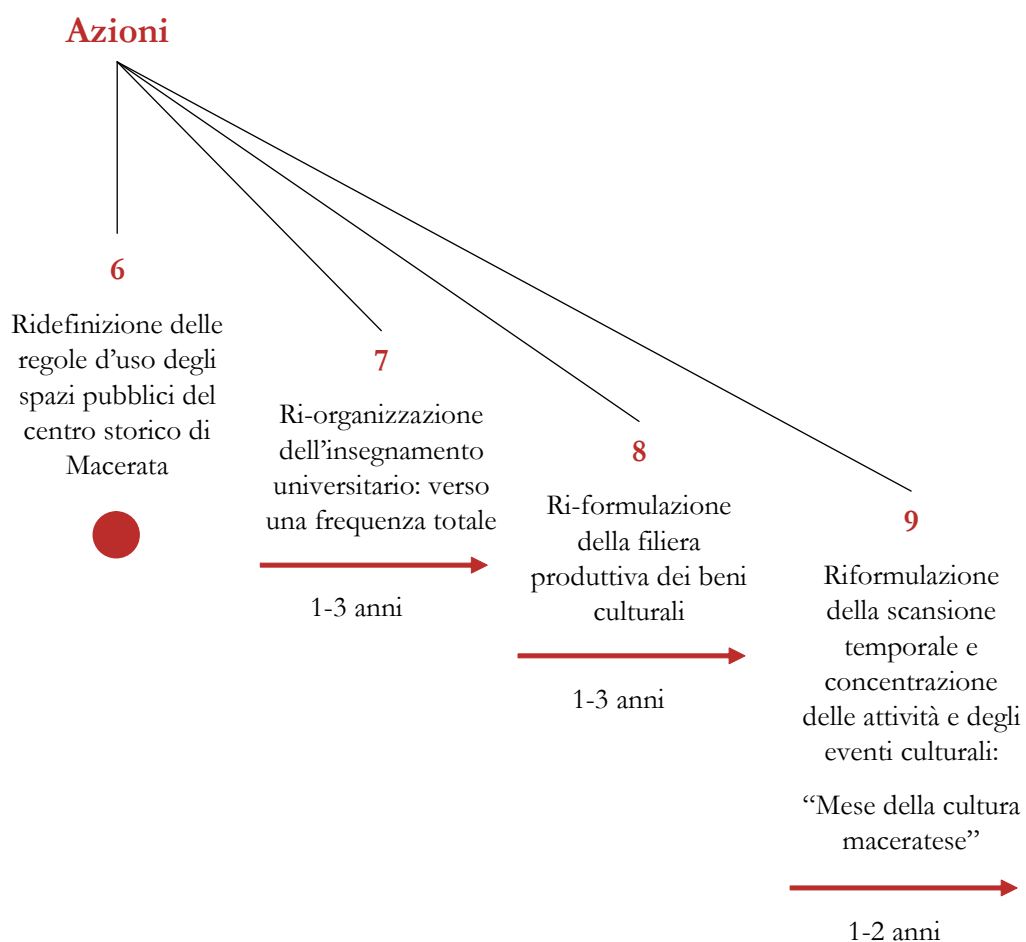 Azioni
6
Ridefinizione delle
regole d’uso degli
spazi pubblici del
centro storico di
Macerata
7
Ri-organizzazione
dell’insegnamento
universitario: verso
una frequenza totale
1-3 anni
8
Ri-formulazione
della filiera
produttiva dei beni
culturali
1-3 anni
9
Riformulazione
della scansione
temporale e
concentrazione
delle attività e degli
eventi culturali:
“Mese della cultura
maceratese”
1-2 anni